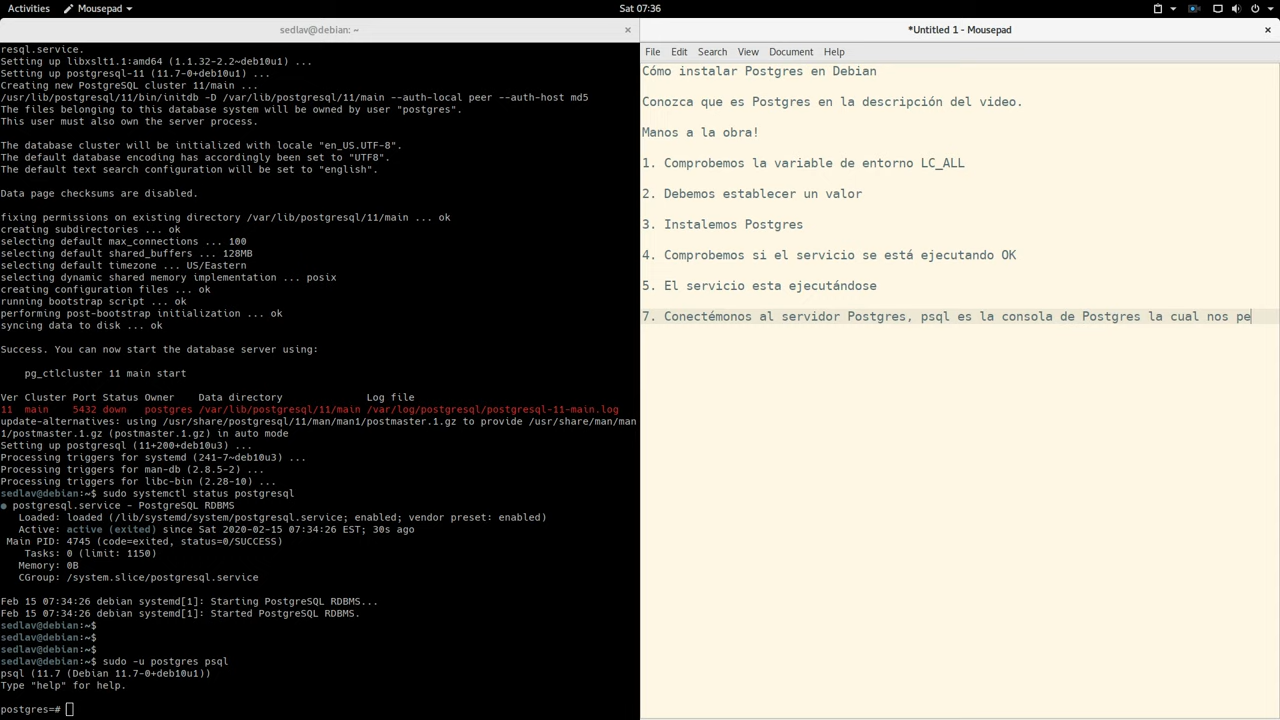 Activities
Mousepad
Sat 07:36
sedlav@debian: ~
*Untitled 1 - Mousepad
resql.service.
Setting up libxslt1.1:amd64 (1.1.32-2.2~deb10u1) ...
Setting up postgresql-11 (11.7-0+deb10u1) ...
Creating new PostgreSQL cluster 11/main ...
/usr/lib/postgresql/11/bin/initdb -D /var/lib/postgresql/11/main --auth-local peer --auth-host md5
The files belonging to this database system will be owned by user "postgres".
This user must also own the server process.
The database cluster will be initialized with locale "en_US.UTF-8".
The default database encoding has accordingly been set to "UTF8".
The default text search configuration will be set to "english".
Data page checksums are disabled.
fixing permissions on existing directory /var/lib/postgresql/11/main ... ok
creating subdirectories ... ok
selecting default max_connections ... 100
selecting default shared_buffers ... 128MB
selecting default timezone ... US/Eastern
selecting dynamic shared memory implementation ... posix
creating configuration files ... ok
running bootstrap script ... ok
performing post-bootstrap initialization ... ok
syncing data to disk ... ok
Success. You can now start the database server using:
pg_ctlcluster 11 main start
Ver Cluster Port Status Owner    Data directory              Log file
11  main    5432 down   postgres /var/lib/postgresql/11/main /var/log/postgresql/postgresql-11-main.log
update-alternatives: using /usr/share/postgresql/11/man/man1/postmaster.1.gz to provide /usr/share/man/man
1/postmaster.1.gz (postmaster.1.gz) in auto mode
Setting up postgresql (11+200+deb10u3) ...
Processing triggers for systemd (241-7~deb10u1) ...
Processing triggers for man-db (2.8.5-2) ...
Processing triggers for libc-bin (2.28-10) ...
sedlav@debian:~$ sudo systemctl status postgresql
● postgresql.service - PostgreSQL RDBMS
Loaded: loaded (/lib/systemd/system/postgresql.service; enabled; vendor preset: enabled)
Active: active (exited) since Sat 2020-02-15 07:34:26 EST; 30s ago
Main PID: 4745 (code=exited, status=0/SUCCESS)
Tasks: 0 (limit: 1150)
Memory: 0B
CGroup: /system.slice/postgresql.service
Feb 15 07:34:26 debian systemd[1]: Starting PostgreSQL RDBMS...
Feb 15 07:34:26 debian systemd[1]: Started PostgreSQL RDBMS.
sedlav@debian:~$
sedlav@debian:~$
sedlav@debian:~$
sedlav@debian:~$ sudo -u postgres psql
psql (11.7 (Debian 11.7-0+deb10u1))
Type "help" for help.
postgres=#
File Edit Search View Document Help
Cómo instalar Postgres en Debian
Conozca que es Postgres en la descripción del video.
Manos a la obra!
1. Comprobemos la variable de entorno LC_ALL
2. Debemos establecer un valor
3. Instalemos Postgres
4. Comprobemos si el servicio se está ejecutando OK
5. El servicio esta ejecutándose
7. Conectémonos al servidor Postgres, psql es la consola de Postgres la cual nos pe